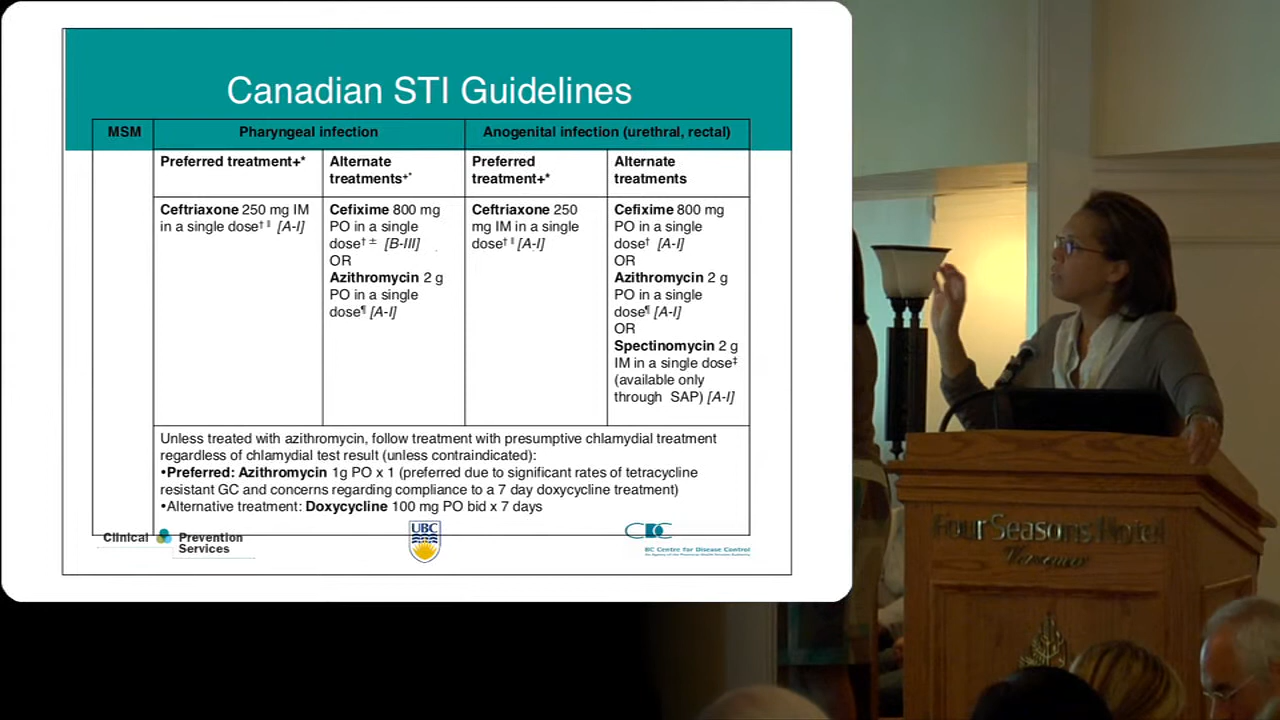 Canadian STI Guidelines
MSM
Pharyngeal infection
Anogenital infection (urethral, rectal)
Preferred treatment+*
Alternate
treatments+*
Preferred
treatment+*
Alternate
treatments
Ceftriaxone 250 mg IM
in a single dose†‖ [A-I]
Cefixime 800 mg
PO in a single
dose†± [B-III]
OR
Azithromycin 2 g
PO in a single
dose¶ [A-I]
Ceftriaxone 250
mg IM in a single
dose†‖ [A-I]
Cefixime 800 mg
PO in a single
dose† [A-I]
OR
Azithromycin 2 g
PO in a single
dose¶ [A-I]
OR
Spectinomycin 2 g
IM in a single dose‡
(available only
through SAP) [A-I]
Unless treated with azithromycin, follow treatment with presumptive chlamydial treatment
regardless of chlamydial test result (unless contraindicated):
•Preferred: Azithromycin 1g PO x 1 (preferred due to significant rates of tetracycline
resistant GC and concerns regarding compliance to a 7 day doxycycline treatment)
•Alternative treatment: Doxycycline 100 mg PO bid x 7 days
Clinical Prevention
Services
UBC
CDC
BC Centre for Disease Control
Four Seasons Hotel
Vancouver